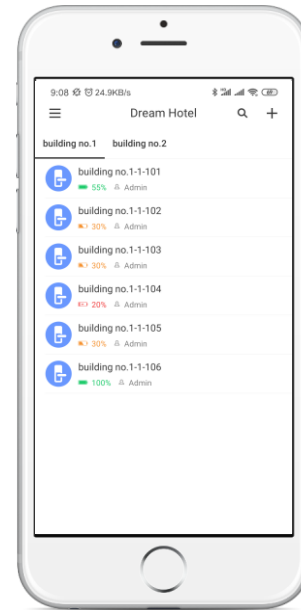 9:08 24.9KB/s
Dream Hotel
building no.1 building no.2
building no.1-1-101
55% Admin
building no.1-1-102
30% Admin
building no.1-1-103
30% Admin
building no.1-1-104
20% Admin
building no.1-1-105
30% Admin
building no.1-1-106
100% Admin